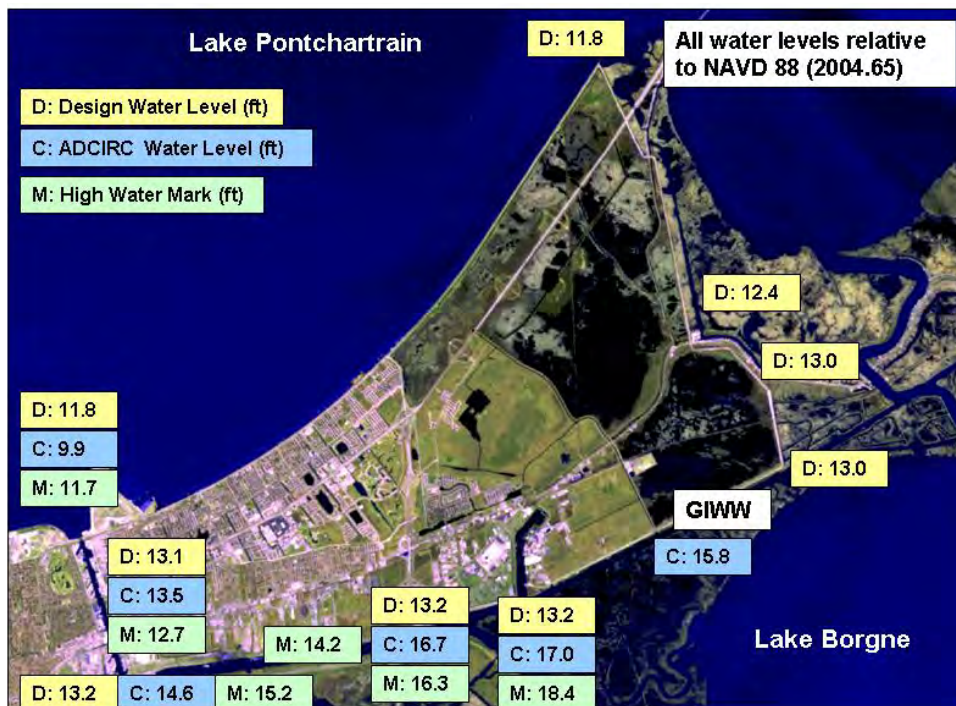 Lake Pontchartrain
D: 11.8
All water levels relative
to NAVD 88 (2004.65)
D: Design Water Level (ft)
C: ADCIRC Water Level (ft)
M: High Water Mark (ft)
D: 12.4
D: 13.0
D: 11.8
C: 9.9
M: 11.7
D: 13.0
GIWW
C: 15.8
D: 13.1
C: 13.5
M: 12.7
M: 14.2
D: 13.2
C: 16.7
M: 16.3
D: 13.2
C: 17.0
M: 18.4
Lake Borgne
D: 13.2
C: 14.6
M: 15.2